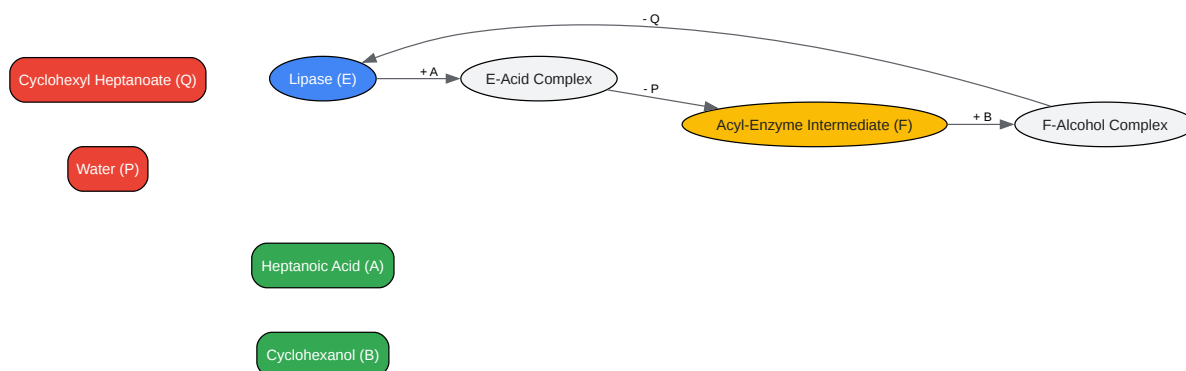 - Q
Cyclohexyl Heptanoate (Q)
Lipase (E)
+ A
E-Acid Complex
- P
Acyl-Enzyme Intermediate (F)
+ B
F-Alcohol Complex
Water (P)
Heptanoic Acid (A)
Cyclohexanol (B)